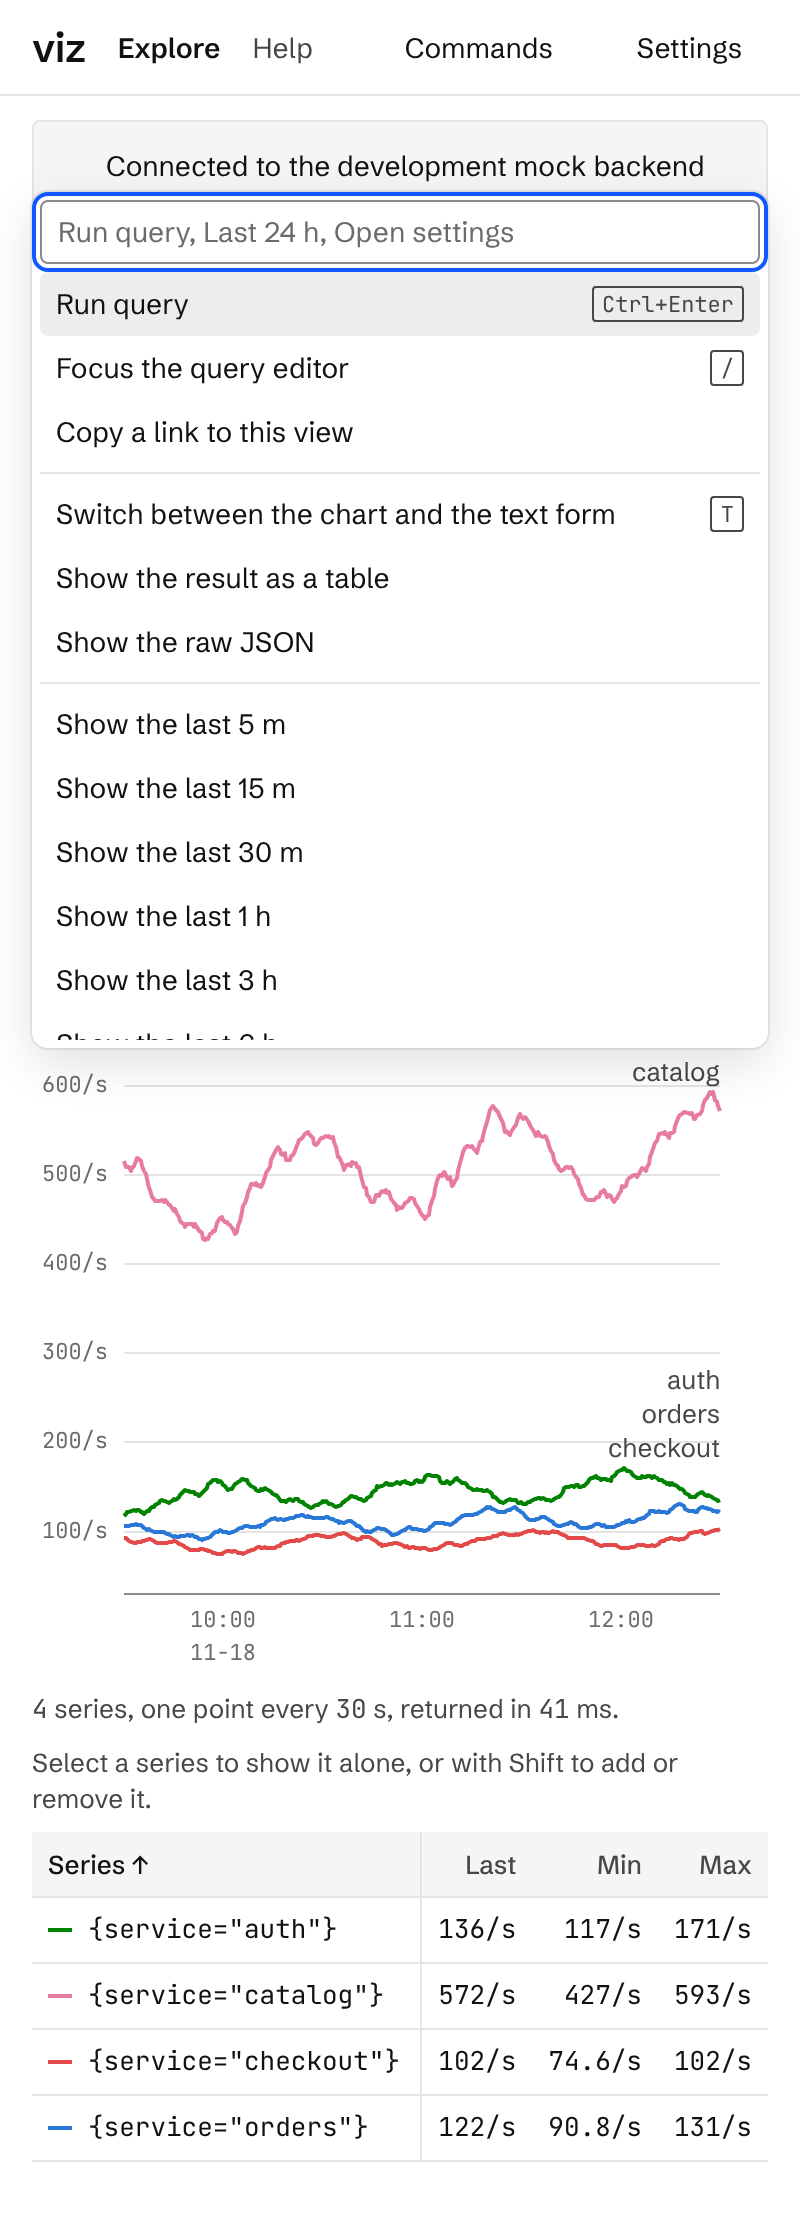 viz Explore Help Commands Settings
Connected to the development mock backend
Run query, Last 24 h, Open settings
Run query Ctrl+Enter
Focus the query editor /
Copy a link to this view
Switch between the chart and the text form T
Show the result as a table
Show the raw JSON
Show the last 5 m
Show the last 15 m
Show the last 30 m
Show the last 1 h
Show the last 3 h
catalog
600/s
500/s
400/s
300/s
auth
orders
200/s
checkout
100/s
10:00 11:00 12:00
11-18
4 series, one point every 30 s, returned in 41 ms.
Select a series to show it alone, or with Shift to add or
remove it.
Series ↑ Last Min Max
{service="auth"} 136/s 117/s 171/s
{service="catalog"} 572/s 427/s 593/s
{service="checkout"} 102/s 74.6/s 102/s
{service="orders"} 122/s 90.8/s 131/s